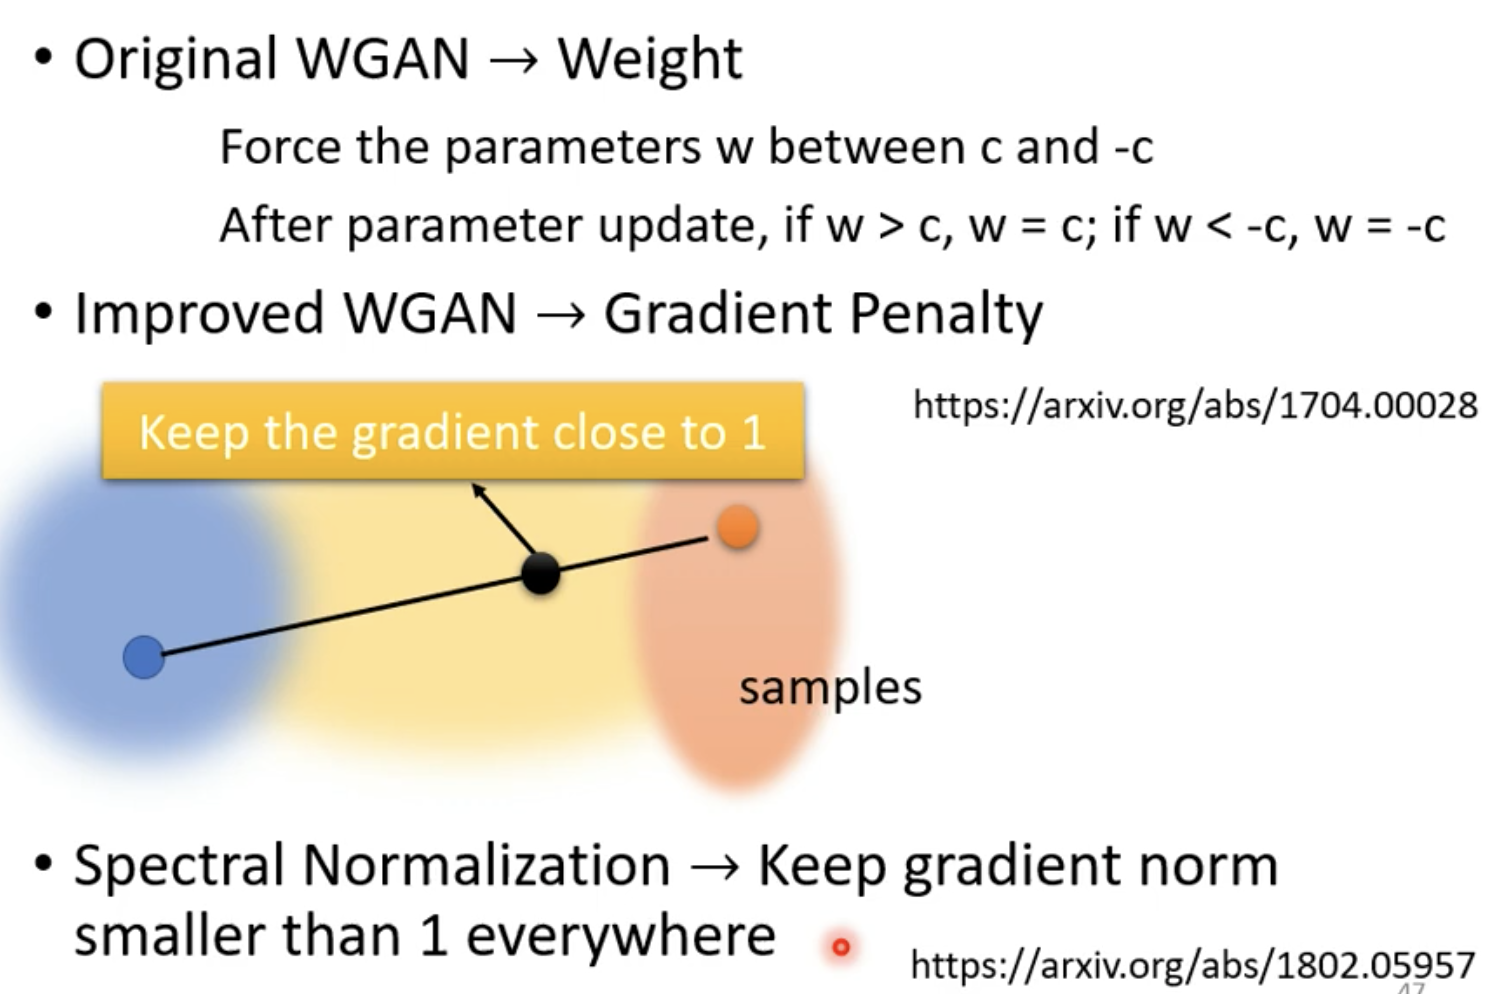 • Original WGAN → Weight
Force the parameters w between c and -c
After parameter update, if w > c, w = c; if w < -c, w = -c
• Improved WGAN → Gradient Penalty
https://arxiv.org/abs/1704.00028
Keep the gradient close to 1
samples
• Spectral Normalization → Keep gradient norm
smaller than 1 everywhere
https://arxiv.org/abs/1802.05957
47